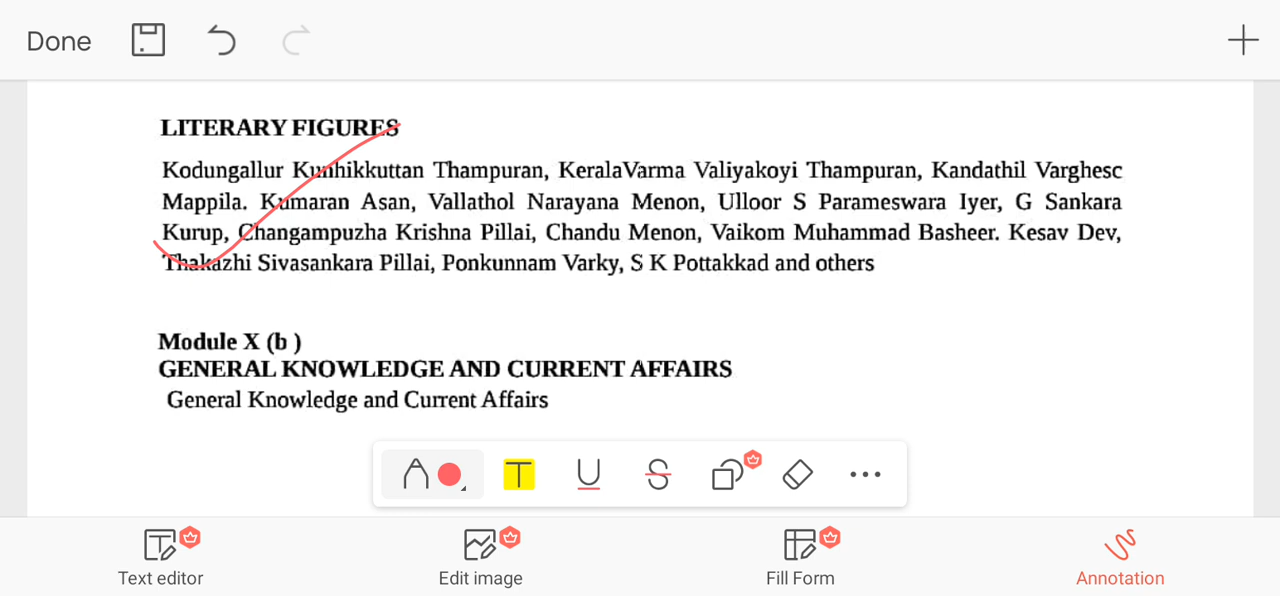 Done
LITERARY FIGURES
Kodungallur Kunhikkuttan Thampuran, KeralaVarma Valiyakoyi Thampuran, Kandathil Varghesc
Mappila. Kumaran Asan, Vallathol Narayana Menon, Ulloor S Parameswara Iyer, G Sankara
Kurup, Changampuzha Krishna Pillai, Chandu Menon, Vaikom Muhammad Basheer. Kesav Dev,
Thakazhi Sivasankara Pillai, Ponkunnam Varky, S K Pottakkad and others
Module X (b )
GENERAL KNOWLEDGE AND CURRENT AFFAIRS
General Knowledge and Current Affairs
T U S
Text editor Edit image Fill Form Annotation